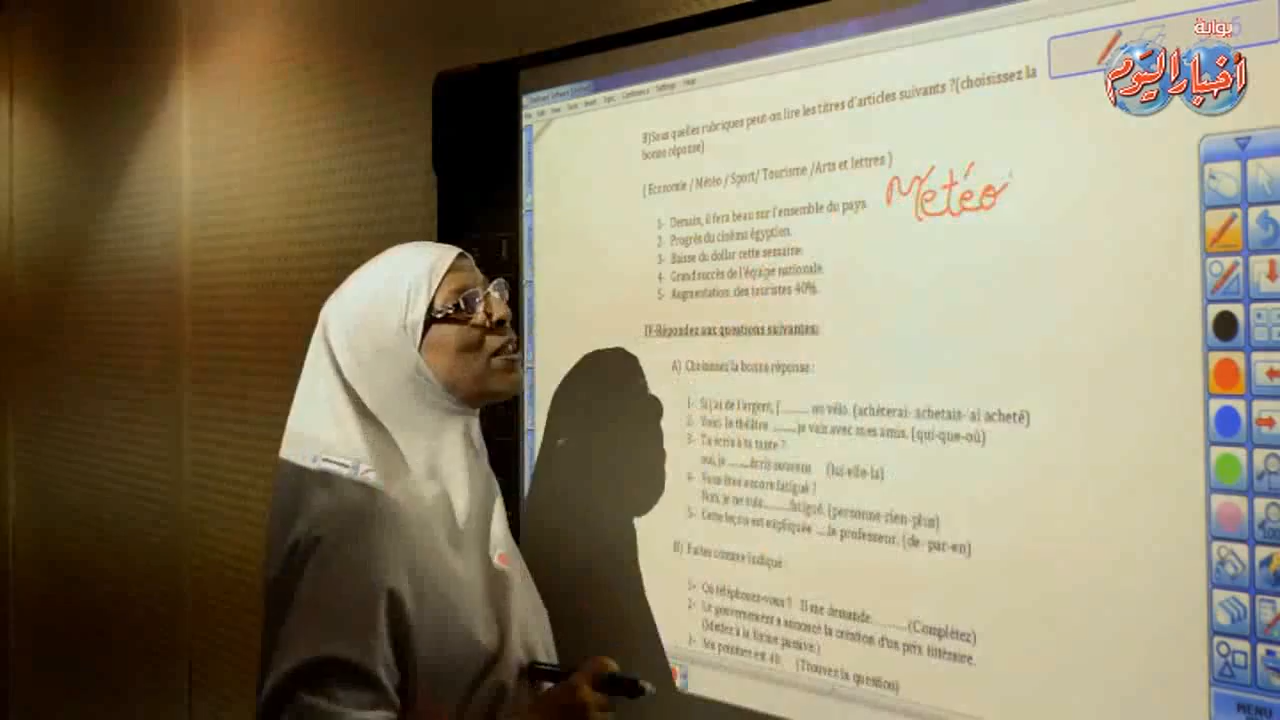 بوابة
أخبار اليوم
B)Sous quelles rubriques peut-on lire les titres d'articles suivants ?(choisissez la
bonne réponse)
( Economie / Météo / Sport/ Tourisme /Arts et lettres )
1- Demain, il fera beau sur l'ensemble du pays.
Météo
2- Progrès du cinéma égyptien.
3- Baisse du dollar cette semaine.
4- Grand succès de l'équipe nationale.
5- Augmentation des touristes 40%.
IV-Répondez aux questions suivantes:
A) Choisissez la bonne réponse :
1- Si j'ai de l'argent, j'........ un vélo. (achèterai- achetais- ai acheté)
2- Voici le théâtre ........je vais avec mes amis. (qui-que-où)
3- Tu écris à ta tante ?
oui, je ........écris souvent. (lui-elle-la)
4- Vous êtes encore fatigué ?
Non, je ne suis........fatigué. (personne-rien-plus)
5- Cette leçon est expliquée ....le professeur. (de- par-en)
B) Faites comme indiqué
1- Où téléphonez-vous ? Il me demande.......... (Complétez)
2- Le gouvernement a annoncé la création d'un prix littéraire.
(Mettez à la forme passive)
3- Ma pointure est 40. (Trouvez la question)
MENU